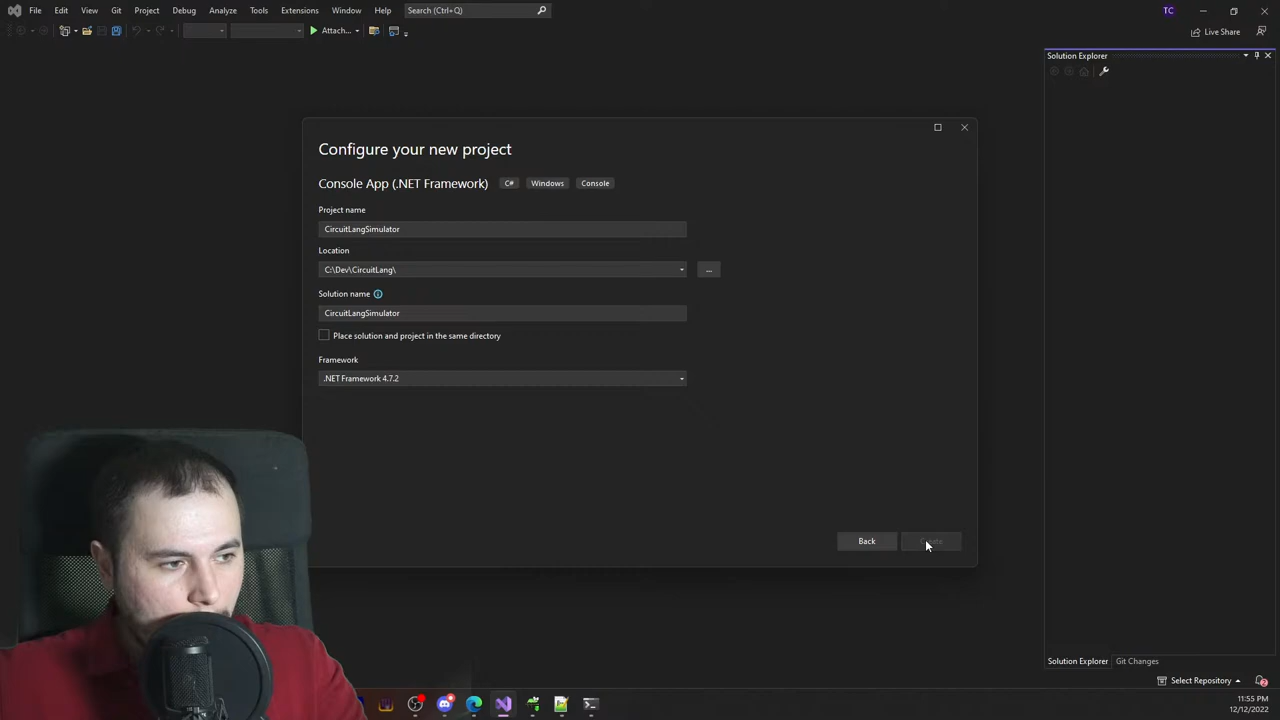 File Edit View Git Project Debug Analyze Tools Extensions Window Help Search (Ctrl+Q) TC
Attach... Live Share
Solution Explorer
Configure your new project
Console App (.NET Framework) C# Windows Console
Project name
CircuitLangSimulator
Location
C:\Dev\CircuitLang\
...
Solution name
CircuitLangSimulator
Place solution and project in the same directory
Framework
.NET Framework 4.7.2
Back Create
Solution Explorer Git Changes
Select Repository 2
11:55 PM
12/12/2022